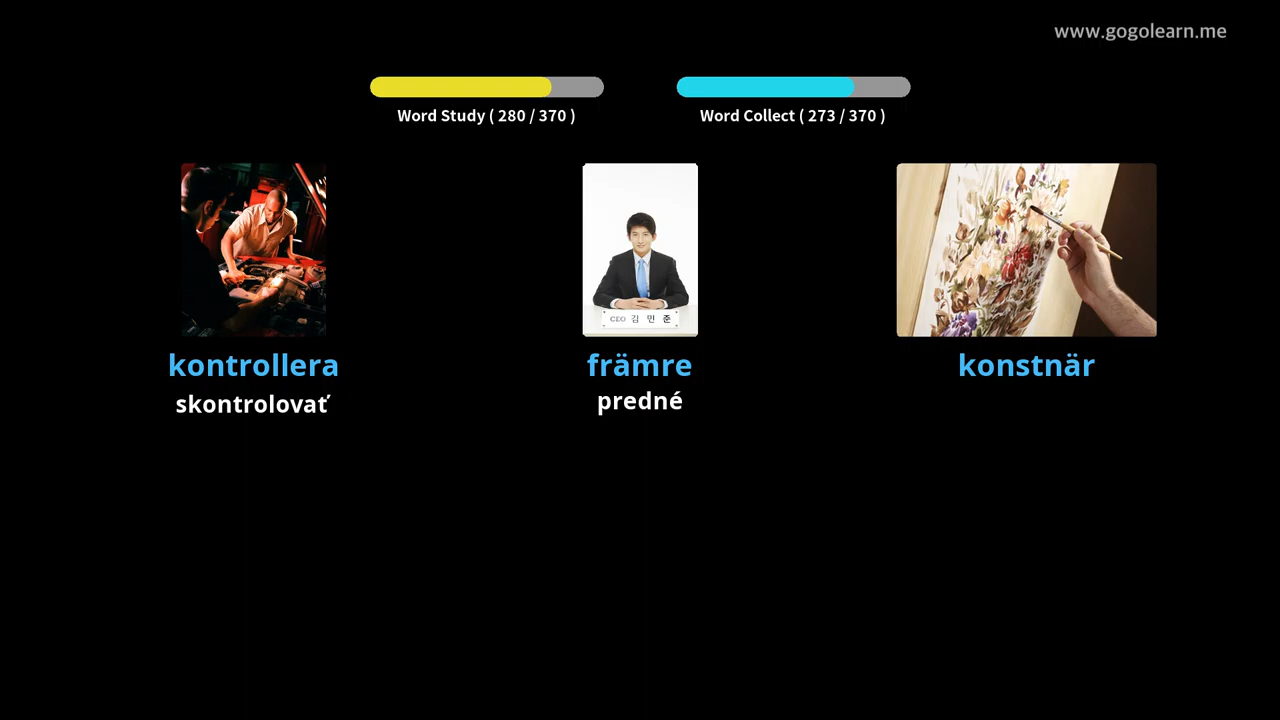 www.gogolearn.me
Word Study ( 280 / 370 )
Word Collect ( 273 / 370 )
CEO 김 민 준
kontrollera
främre
konstnär
skontrolovať
predné